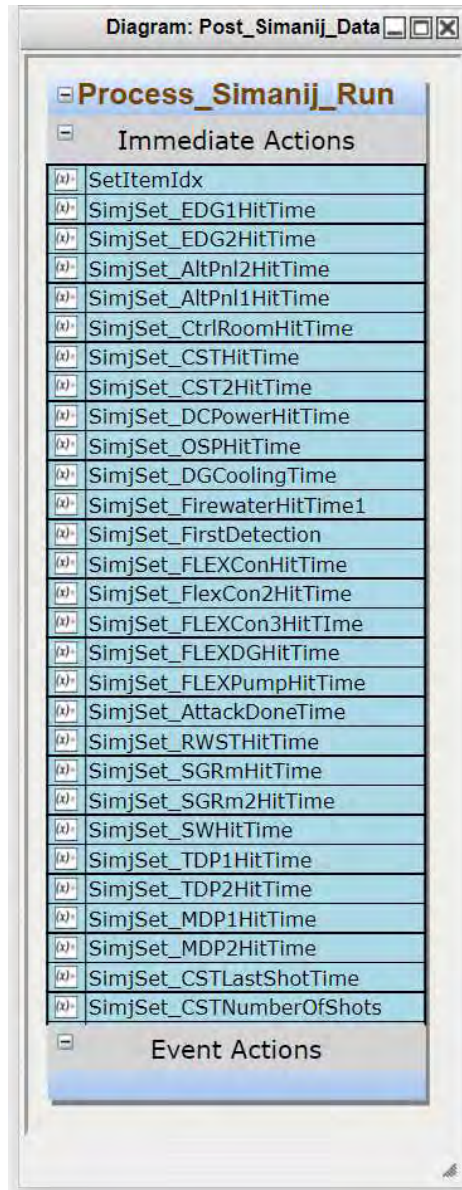 Diagram: Post_Simanij_Data
Process_Simanij_Run
Immediate Actions
SetItemIdx
SimjSet_EDG1HitTime
SimjSet_EDG2HitTime
SimjSet_AltPnl2HitTime
SimjSet_AltPnl1HitTime
SimjSet_CtrlRoomHitTime
SimjSet_CSTHitTime
SimjSet_CST2HitTime
SimjSet_DCPowerHitTime
SimjSet_OSPHitTime
SimjSet_DGCoolingTime
SimjSet_FirewaterHitTime1
SimjSet_FirstDetection
SimjSet_FLEXConHitTime
SimjSet_FlexCon2HitTime
SimjSet_FLEXCon3HitTIme
SimjSet_FLEXDGHitTime
SimjSet_FLEXPumpHitTime
SimjSet_AttackDoneTime
SimjSet_RWSTHitTime
SimjSet_SGRmHitTime
SimjSet_SGRm2HitTime
SimjSet_SWHitTime
SimjSet_TDP1HitTime
SimjSet_TDP2HitTime
SimjSet_MDP1HitTime
SimjSet_MDP2HitTime
SimjSet_CSTLastShotTime
SimjSet_CSTNumberOfShots
Event Actions